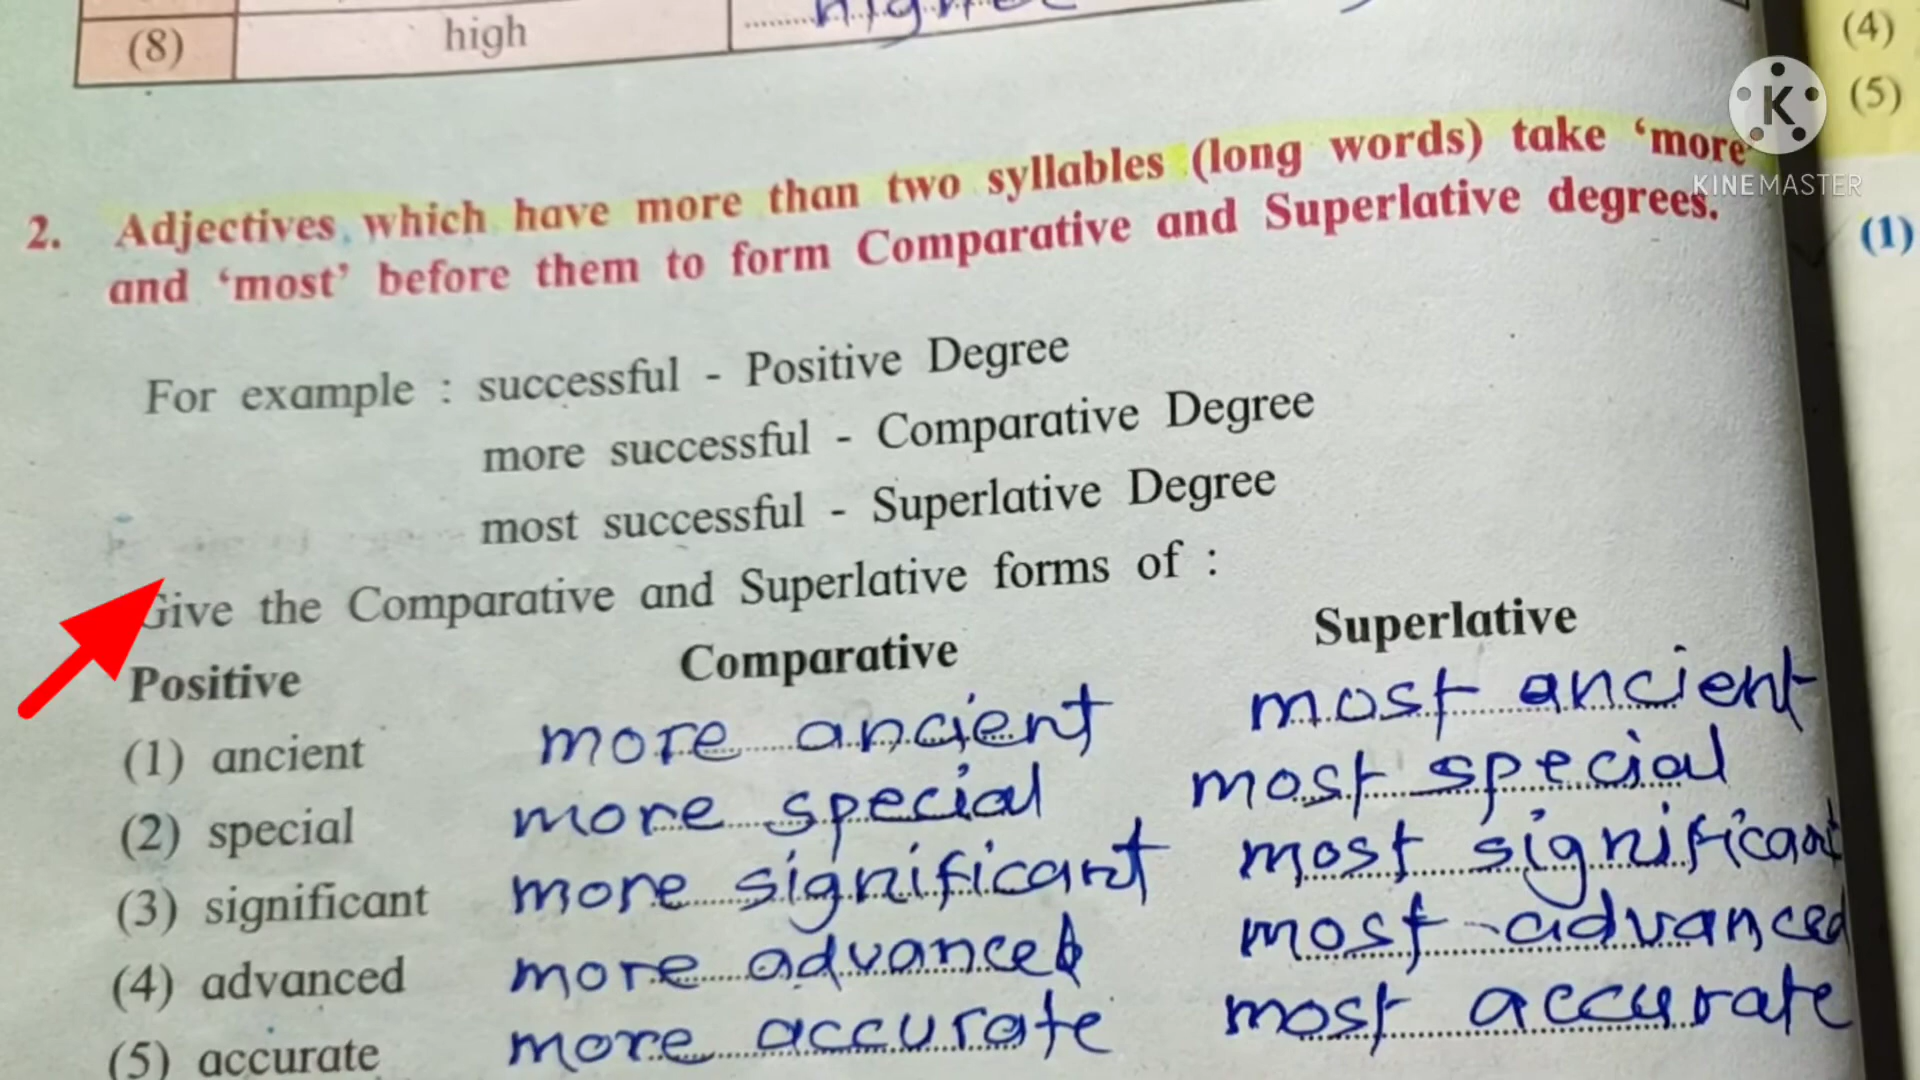 (8) high
(4)
(5)
K
KINEMASTER
2. Adjectives which have more than two syllables (long words) take ‘more
and ‘most’ before them to form Comparative and Superlative degrees.
(1)
For example : successful - Positive Degree
more successful - Comparative Degree
most successful - Superlative Degree
Give the Comparative and Superlative forms of :
Positive Comparative Superlative
(1) ancient more ancient most ancient
(2) special more special most special
(3) significant more significant most significant
(4) advanced more advanced most advanced
(5) accurate more accurate most accurate